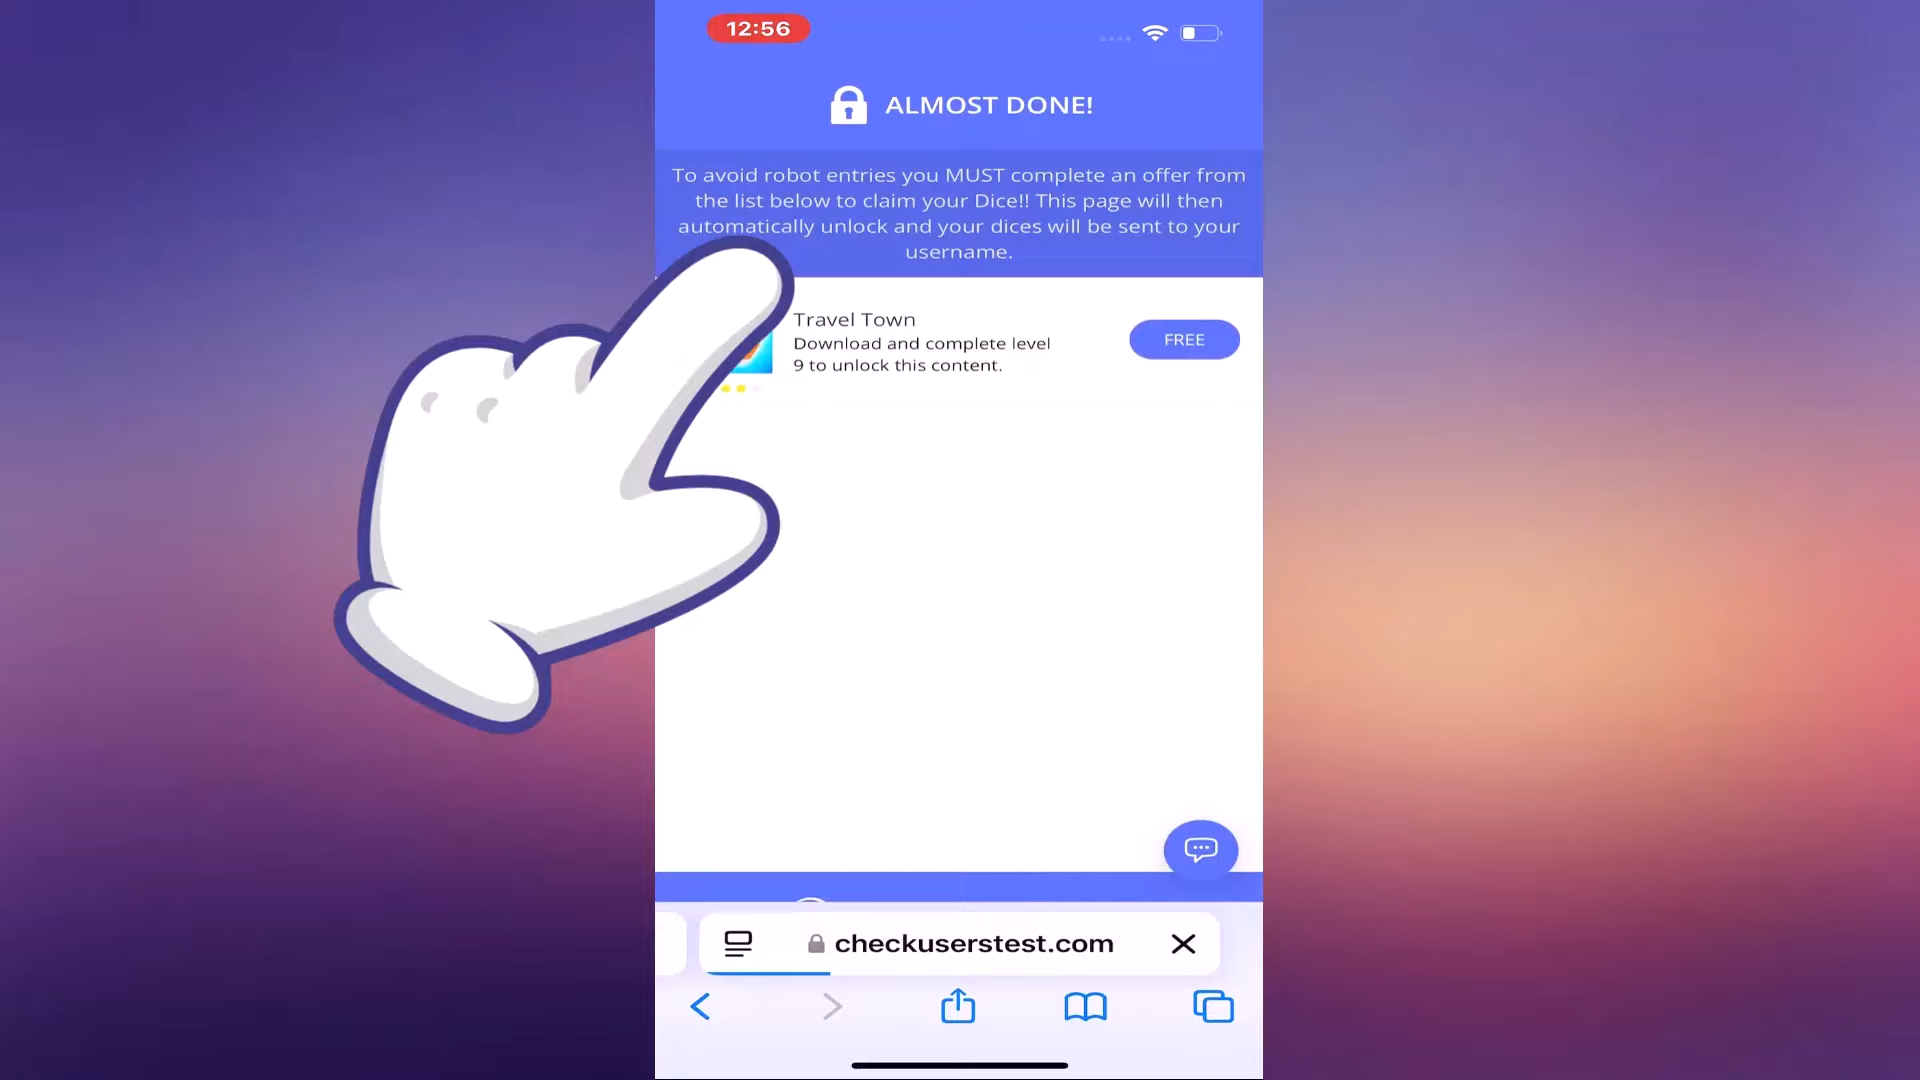 12:56
ALMOST DONE!
To avoid robot entries you MUST complete an offer from
the list below to claim your Dice!! This page will then
automatically unlock and your dices will be sent to your
username.
Travel Town
Download and complete level
9 to unlock this content.
FREE
checkuserstest.com